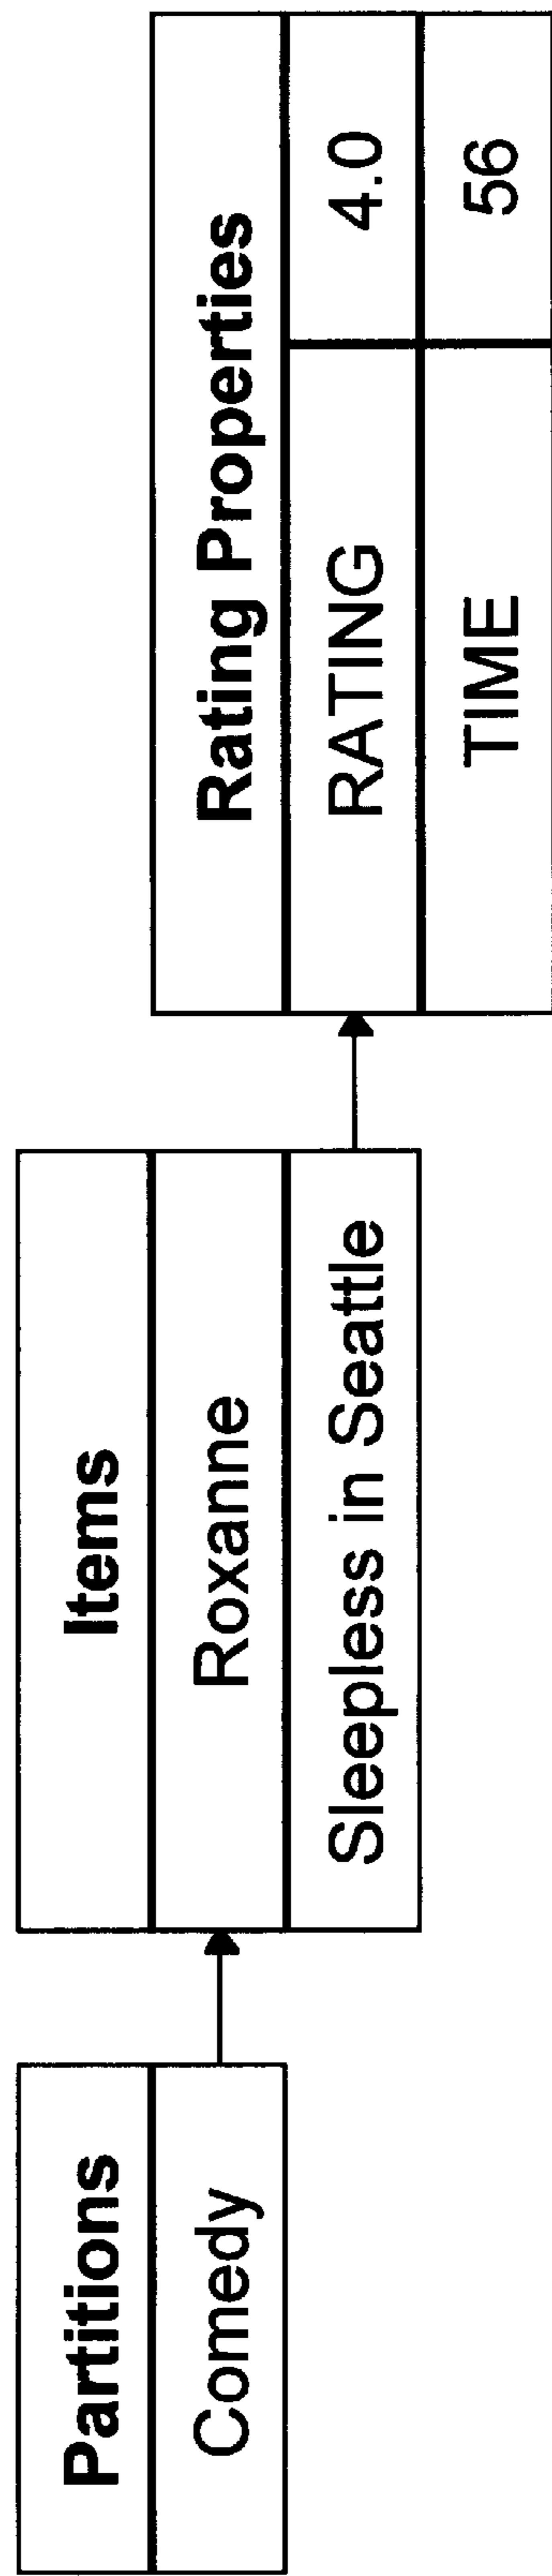 Partitions
Comedy
Items
Roxanne
Sleepless in Seattle
Rating Properties
RATING 4.0
TIME 56